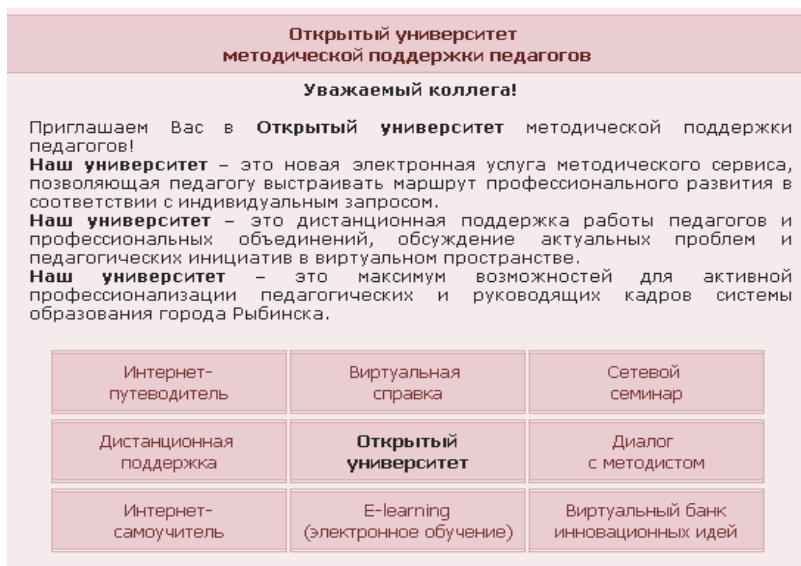 Открытый университет
методической поддержки педагогов
Уважаемый коллега!
Приглашаем Вас в Открытый университет методической поддержки
педагогов!
Наш университет – это новая электронная услуга методического сервиса,
позволяющая педагогу выстраивать маршрут профессионального развития в
соответствии с индивидуальным запросом.
Наш университет – это дистанционная поддержка работы педагогов и
профессиональных объединений, обсуждение актуальных проблем и
педагогических инициатив в виртуальном пространстве.
Наш университет – это максимум возможностей для активной
профессионализации педагогических и руководящих кадров системы
образования города Рыбинска.
Интернет-
путеводитель
Виртуальная
справка
Сетевой
семинар
Дистанционная
поддержка
Открытый
университет
Диалог
с методистом
Интернет-
самоучитель
E-learning
(электронное обучение)
Виртуальный банк
инновационных идей